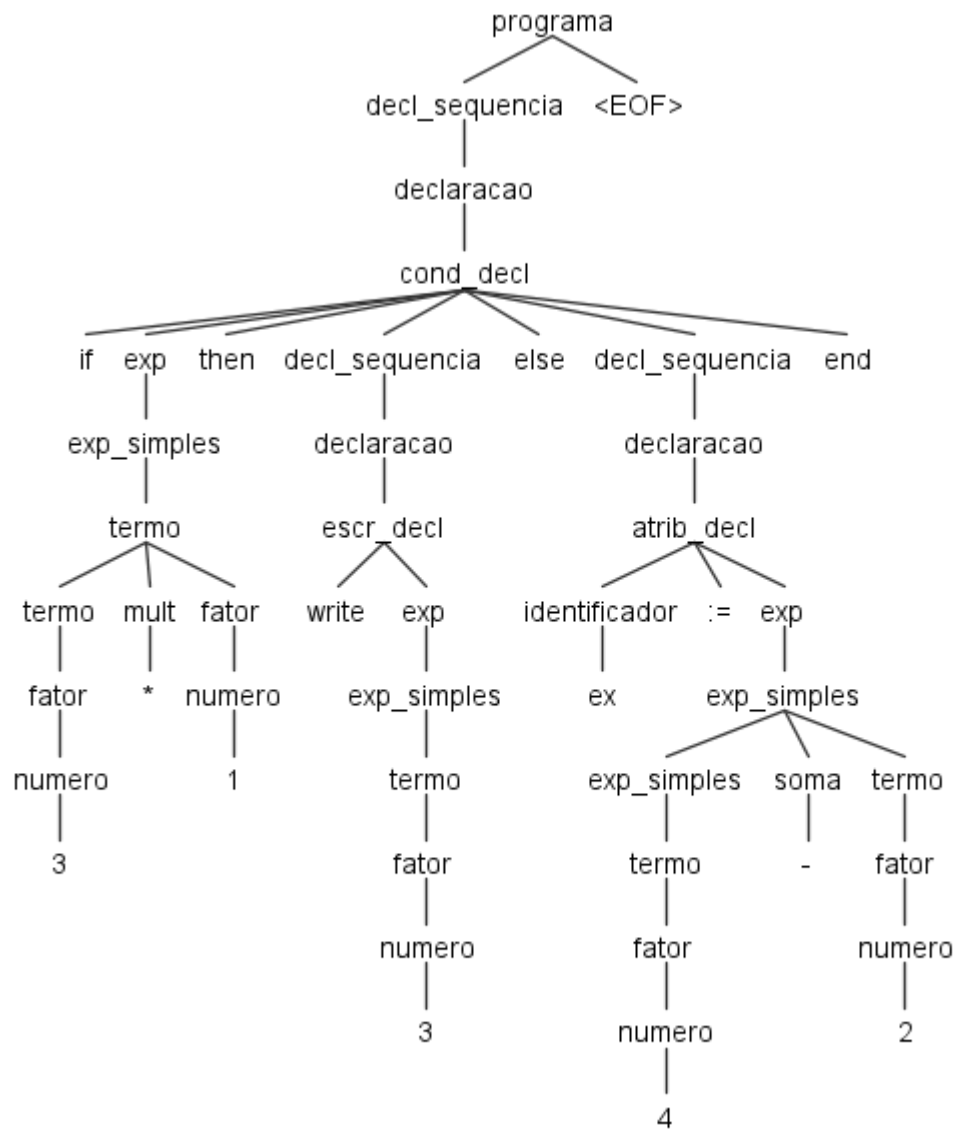 programa
decl_sequencia <EOF>
declaracao
cond_decl
if exp then decl_sequencia else decl_sequencia end
exp_simples declaracao declaracao
termo escr_decl atrib_decl
termo mult fator write exp identificador := exp
fator * numero exp_simples ex exp_simples
numero 1 termo exp_simples soma termo
3 fator termo - fator
numero fator numero
3 numero 2
4